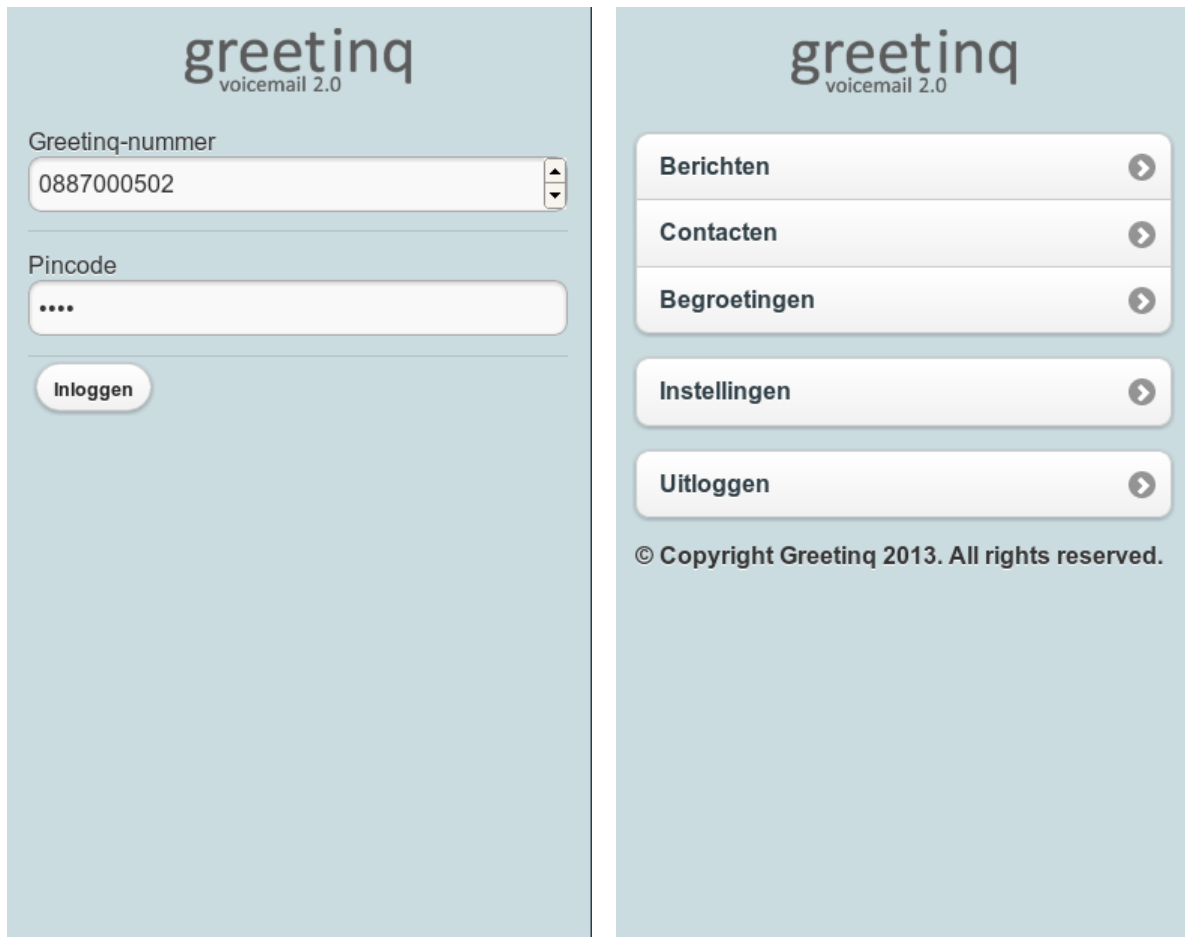 greetinq
voicemail 2.0
Greetinq-nummer
0887000502
Pincode
••••
Inloggen
greetinq
voicemail 2.0
Berichten
Contacten
Begroetingen
Instellingen
Uitloggen
© Copyright Greetinq 2013. All rights reserved.